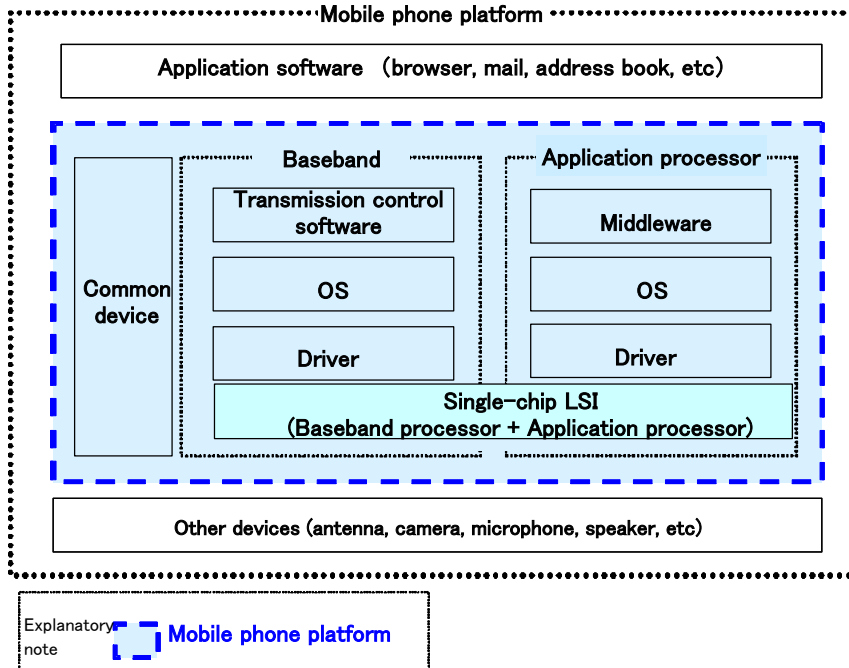 Mobile phone platform
Application software （browser, mail, address book, etc）
Baseband
Application processor
Transmission control
software
Middleware
Common
device
OS
OS
Driver
Driver
Single-chip LSI
(Baseband processor + Application processor)
Other devices (antenna, camera, microphone, speaker, etc)
Explanatory
note
Mobile phone platform